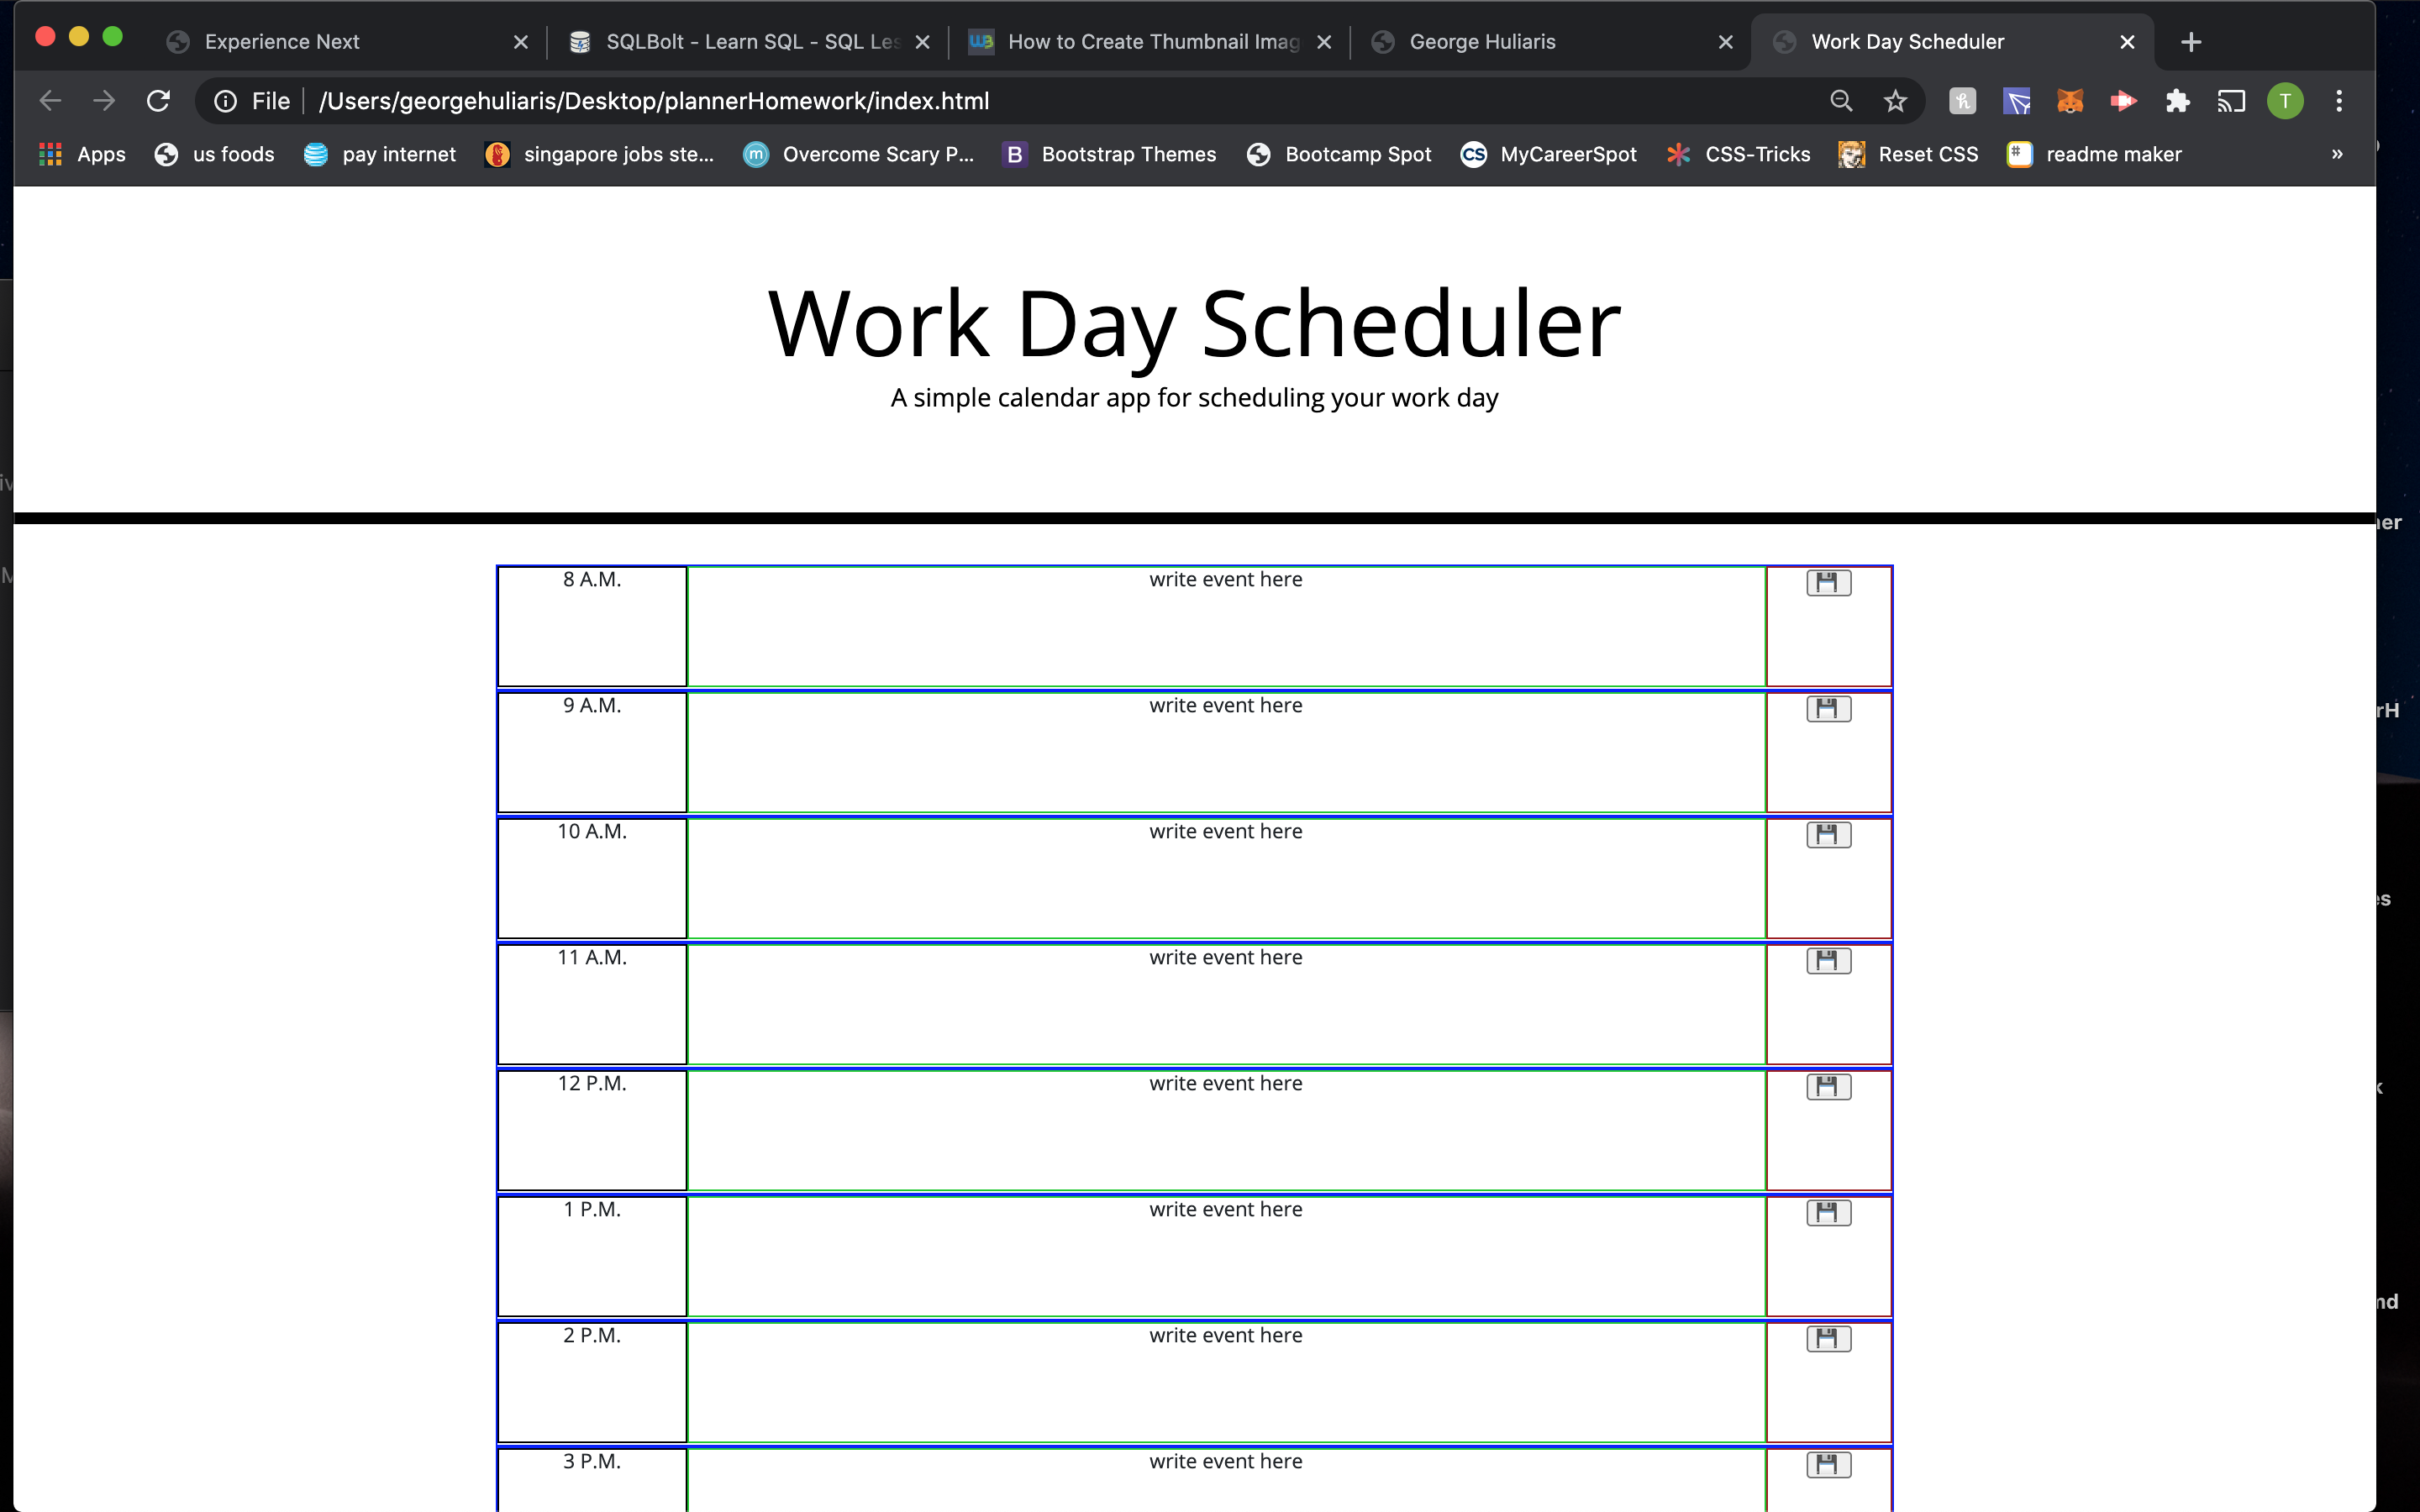 Experience Next
SQLBolt - Learn SQL - SQL Les
How to Create Thumbnail Imag
George Huliaris
Work Day Scheduler
File /Users/georgehuliaris/Desktop/plannerHomework/index.html
T
Apps
us foods
pay internet
singapore jobs ste...
m Overcome Scary P...
B Bootstrap Themes
Bootcamp Spot
CS MyCareerSpot
CSS-Tricks
Reset CSS
# readme maker
»
Work Day Scheduler
A simple calendar app for scheduling your work day
8 A.M. write event here
9 A.M. write event here
10 A.M. write event here
11 A.M. write event here
12 P.M. write event here
1 P.M. write event here
2 P.M. write event here
3 P.M. write event here